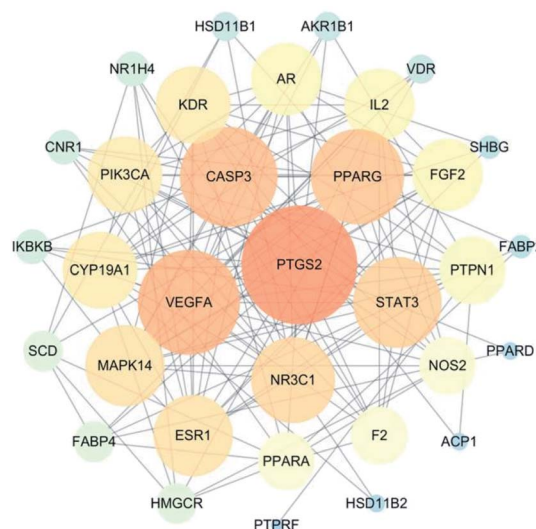 HSD11B1
AKR1B1
NR1H4
KDR
AR
IL2
VDR
CNR1
PIK3CA
CASP3
PPARG
FGF2
SHBG
IKBKB
CYP19A1
PTGS2
PTPN1
VEGFA
STAT3
SCD
MAPK14
NR3C1
NOS2
PPARD
FABP4
ESR1
PPARA
F2
ACP1
HMGCR
HSD11B2